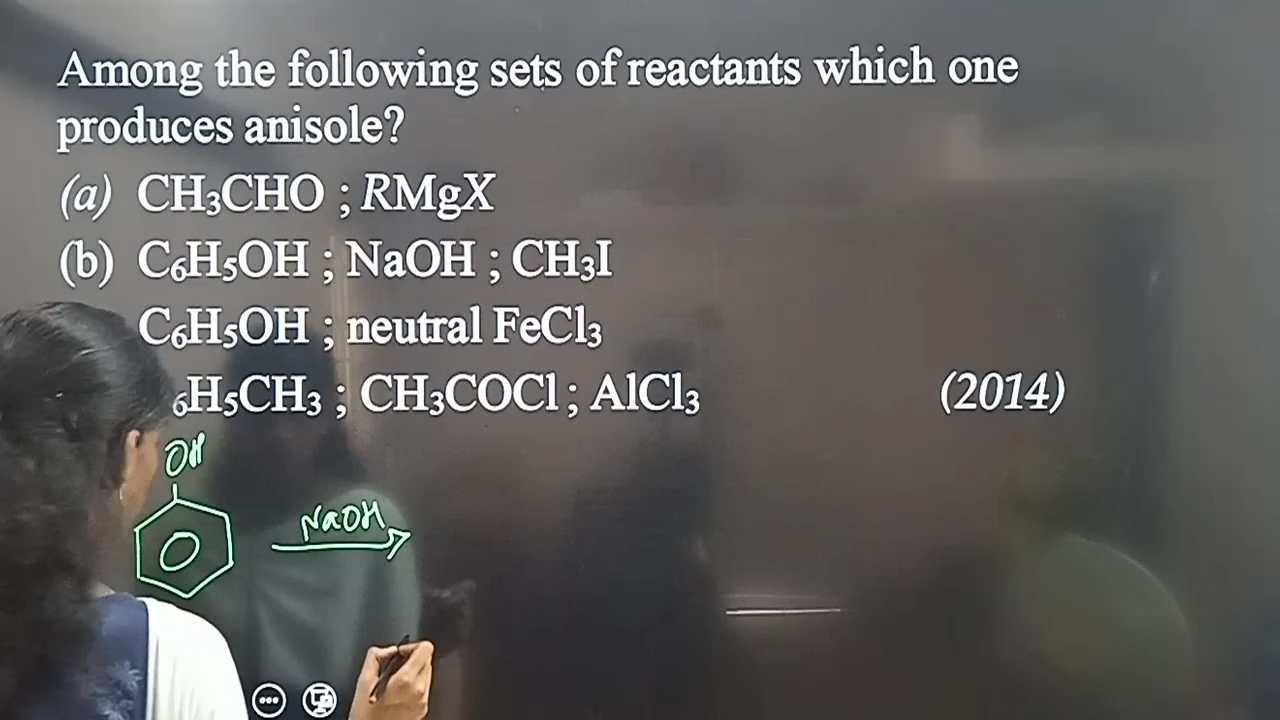 Among the following sets of reactants which one
produces anisole?
(a) CH₃CHO ; RMgX
(b) C₆H₅OH ; NaOH ; CH₃I
C₆H₅OH ; neutral FeCl₃
₆H₅CH₃ ; CH₃COCl ; AlCl₃ (2014)
OH
NaOH